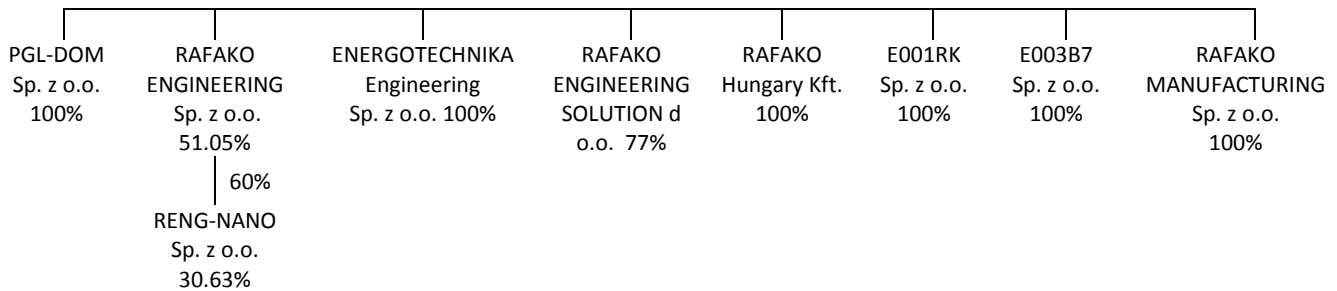 PGL-DOM
Sp. z o.o.
100%
RAFAKO
ENGINEERING
Sp. z o.o.
51.05%
ENERGOTECHNIKA
Engineering
Sp. z o.o. 100%
RAFAKO
ENGINEERING
SOLUTION d
o.o. 77%
RAFAKO
Hungary Kft.
100%
E001RK
Sp. z o.o.
100%
E003B7
Sp. z o.o.
100%
RAFAKO
MANUFACTURING
Sp. z o.o.
100%
60%
RENG-NANO
Sp. z o.o.
30.63%